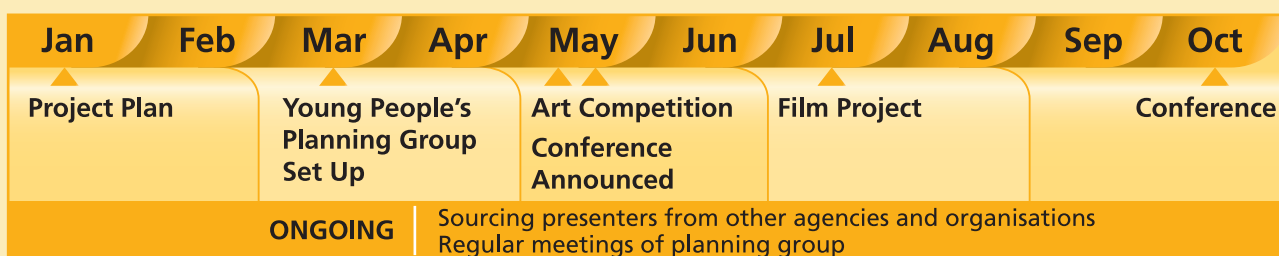 Jan Feb Mar Apr May Jun Jul Aug Sep Oct
Project Plan
Young People's
Planning Group
Set Up
Art Competition
Conference
Announced
Film Project
Conference
ONGOING
Sourcing presenters from other agencies and organisations
Regular meetings of planning group